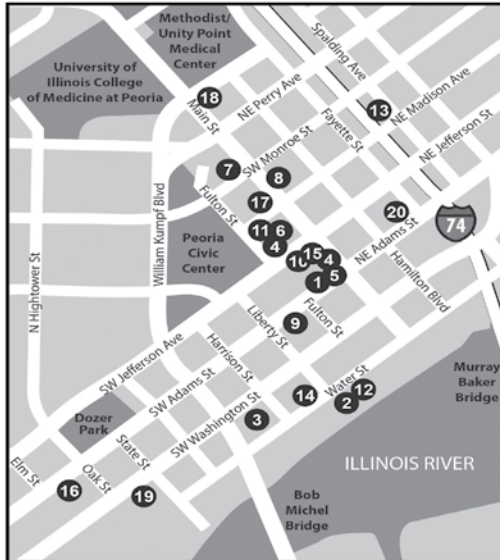 Methodist/
Unity Point
Medical
Center
University of
Illinois College
of Medicine at Peoria
Spalding Ave
NE Madison Ave
NE Perry Ave
Main St
18
13
Fayette St
NE Jefferson St
SW Monroe St
7
8
17
20
74
Fulton St
William Kumpf Blvd
11
6
4
Peoria
Civic
Center
NE Adams St
10
15
4
5
1
Hamilton Blvd
N Hightower St
Liberty St
Fulton St
9
SW Jefferson Ave
Harrison St
SW Adams St
Water St
Murray
Baker
Bridge
14
12
2
SW Washington St
3
Dozer
Park
State St
ILLINOIS RIVER
Elm St
Oak St
16
19
Bob
Michel
Bridge